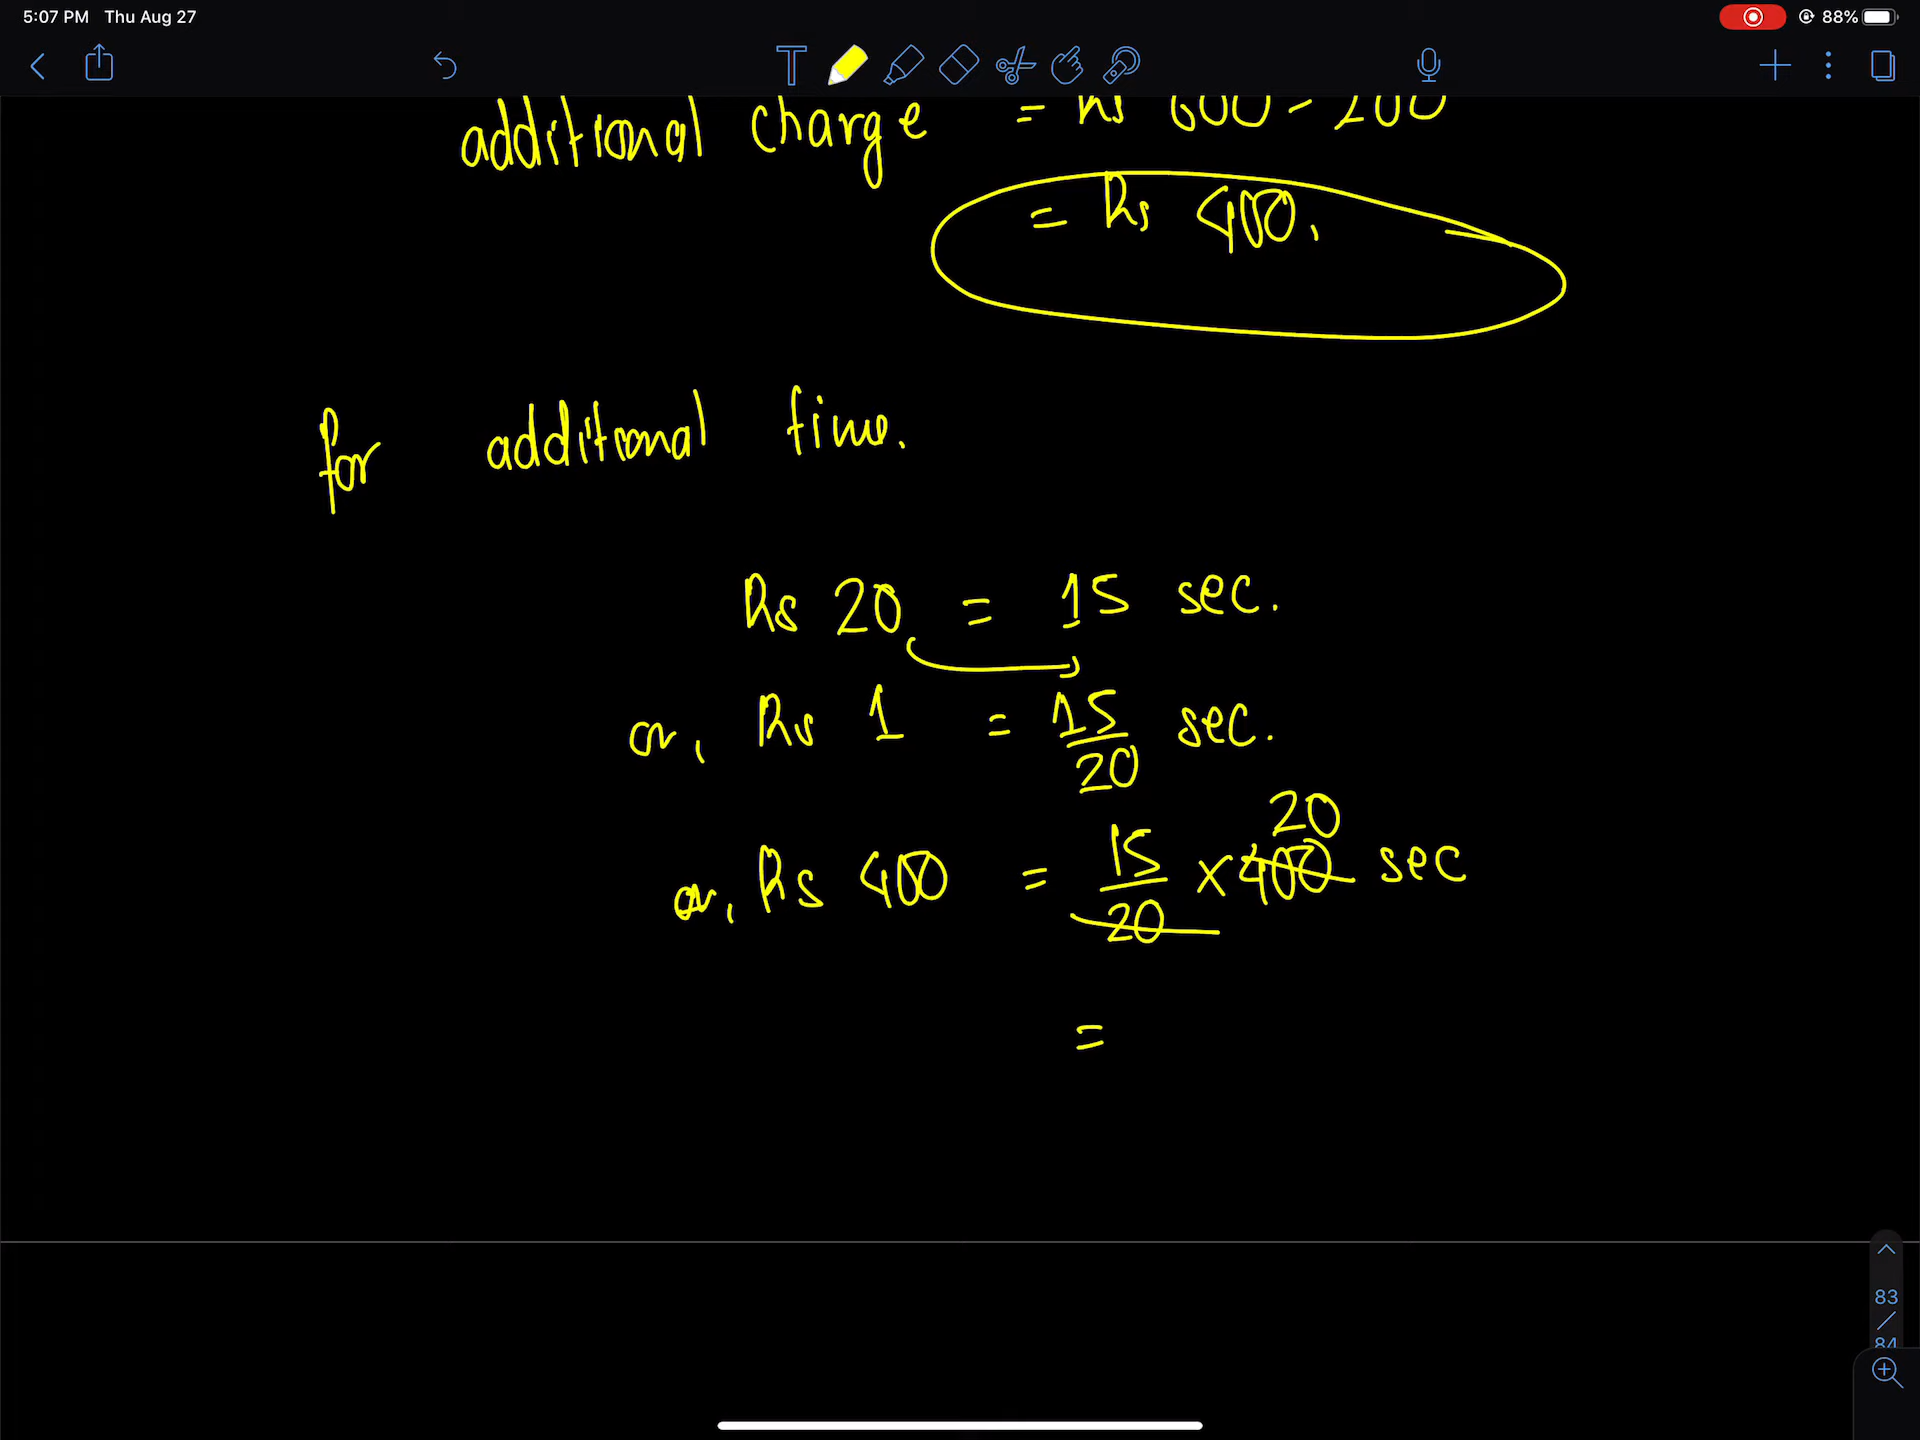 5:07 PM Thu Aug 27 88%
T
additional charge = Rs 600 - 200
= Rs 400.
for additional time.
Rs 20 = 15 sec.
or, Rs 1 = 15/20 sec.
20
or, Rs 400 = 15/20 × 400 sec
=
83
/
84